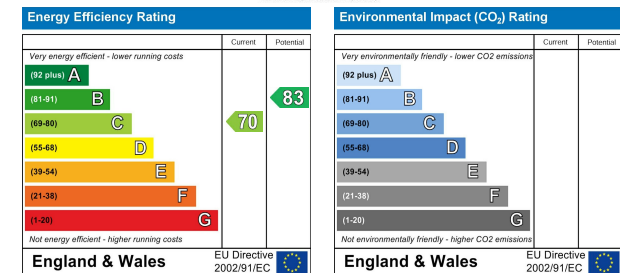 Energy Efficiency Rating
Current Potential
Very energy efficient - lower running costs
(92 plus) A
(81-91) B
83
(69-80) C
70
(55-68) D
(39-54) E
(21-38) F
(1-20) G
Not energy efficient - higher running costs
England & Wales
EU Directive
2002/91/EC
Environmental Impact (CO2) Rating
Current Potential
Very environmentally friendly - lower CO2 emissions
(92 plus) A
(81-91) B
(69-80) C
(55-68) D
(39-54) E
(21-38) F
(1-20) G
Not environmentally friendly - higher CO2 emissions
England & Wales
EU Directive
2002/91/EC